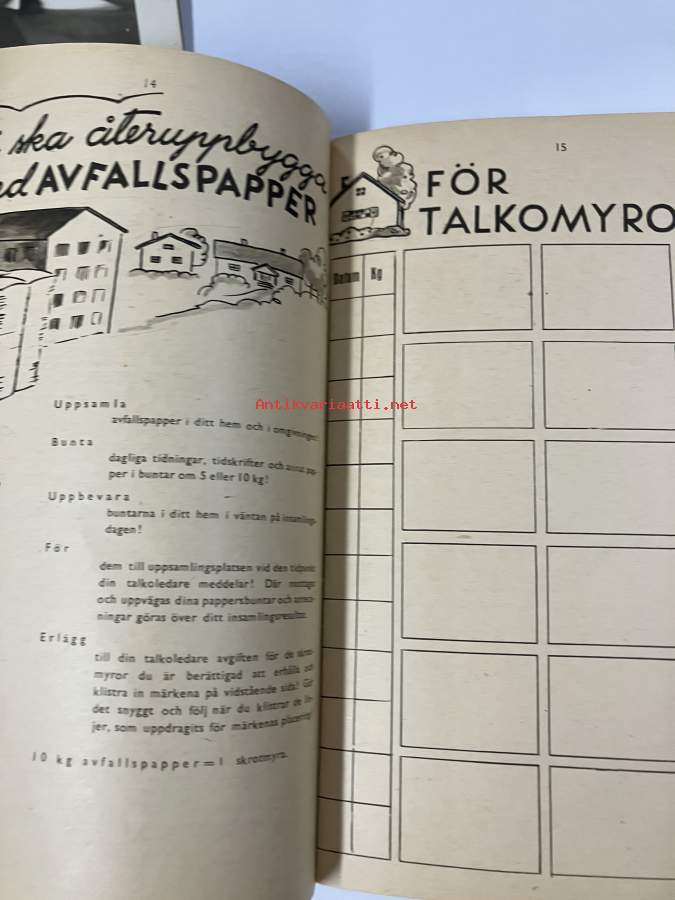 14
ska återuppbygga
AVFALLSPAPPER
Uppsamla
avfallspapper i ditt hem och i omgivningen!
Bunta
dagliga tidningar, tidskrifter och annat pap-
per i buntar om 5 eller 10 kg!
Uppbevara
buntarna i ditt hem i väntan på insamlings-
dagen!
För
dem till uppsamlingsplatsen vid den tidpunkt
din talkoledare meddelar! Där mottags
och uppvägas dina pappersbuntar och anteck-
ningar göras över ditt insamlingsresultat.
Erlägg
till din talkoledare avgiften för de skrot-
myror du är berättigad att erhålla och
klistra in märkena på vidstående sida! Gör
det snyggt och följ när du klistrar de lin-
jer, som uppdragits för märkenas placering!
10 kg avfallspapper = 1 skrotmyra.
15
FÖR
TALKOMYRO
Datum Kg
Antikvariaatti.net